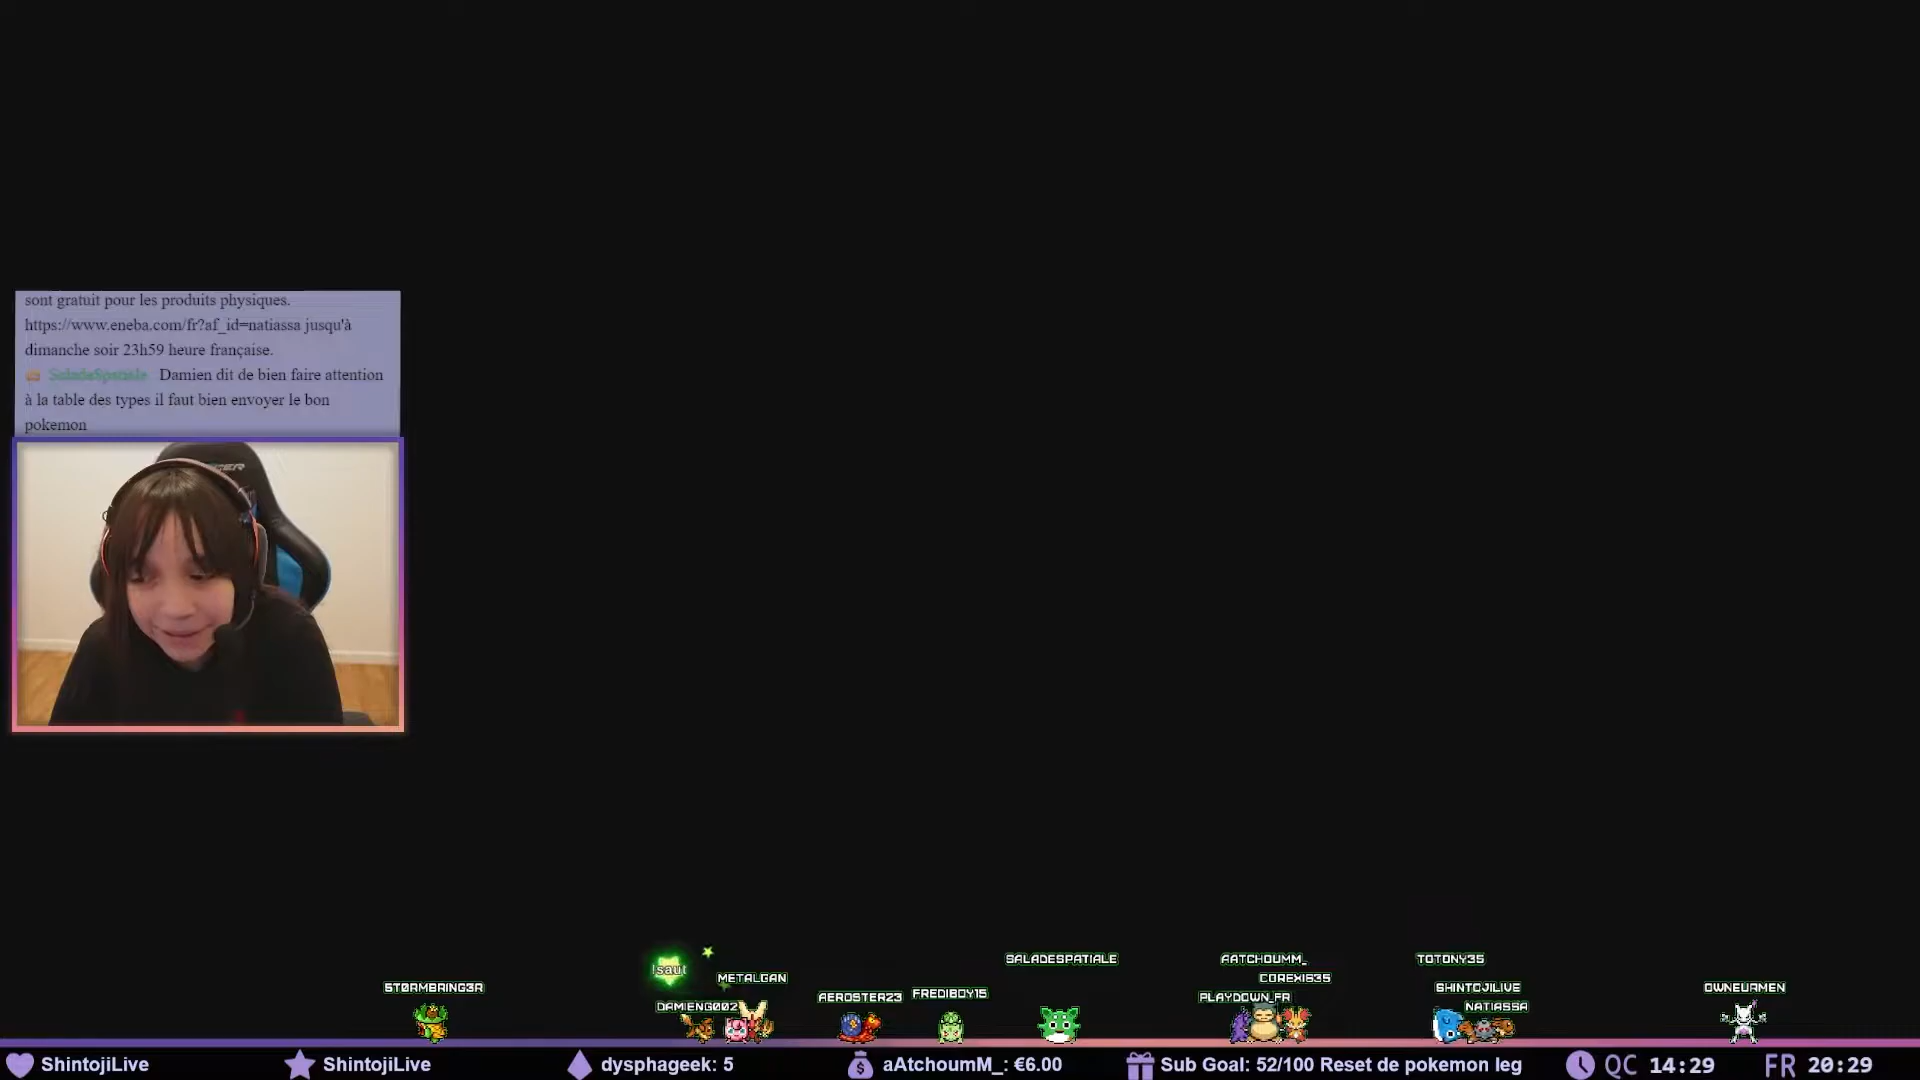 sont gratuit pour les produits physiques.
https://www.eneba.com/fr?af_id=natiassa jusqu'à
dimanche soir 23h59 heure française.
SaladeSpatiale Damien dit de bien faire attention
à la table des types il faut bien envoyer le bon
pokemon
!saut
SALADESPATIALE
AATCHOUMM_
TOTONY35
METALGAN
COREXIS35
STØRMBRING3R
AEROSTER23
FREDIBOY15
PLAYDOWN_FR
SHINTOJILIVE
OWNEURMEN
DAMIENG002
NATIASSA
ShintojiLive
ShintojiLive
dysphageek: 5
aAtchoumM_: €6.00
Sub Goal: 52/100 Reset de pokemon leg
QC 14:29
FR 20:29